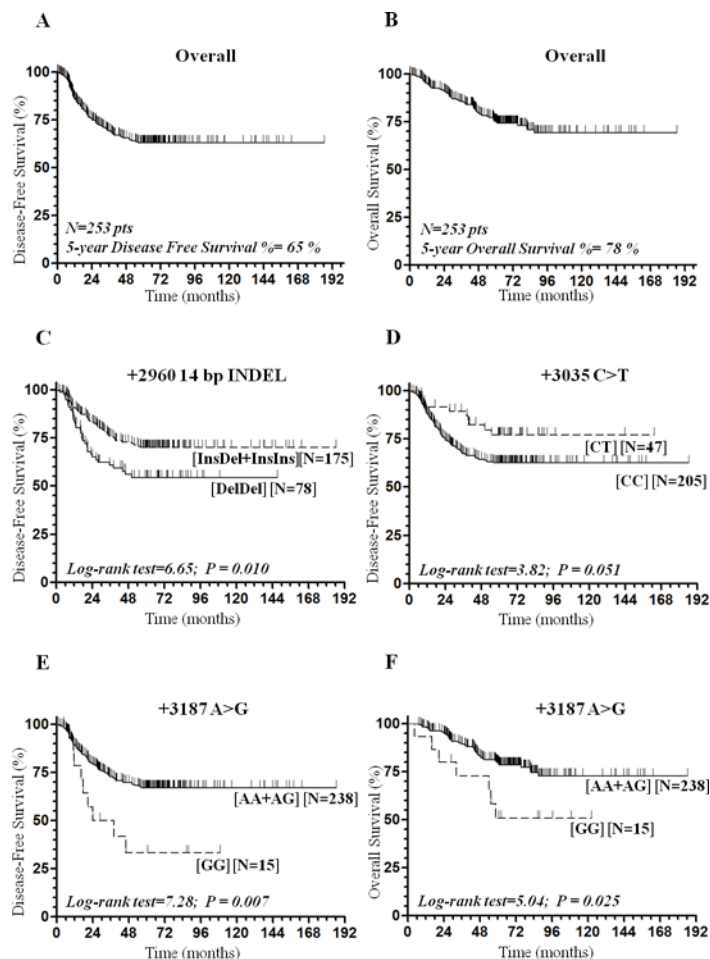 A
Overall
Disease-Free Survival (%)
100
75
50
25
0
N=253 pts
5-year Disease Free Survival %= 65 %
0 24 48 72 96 120 144 168 192
Time (months)
B
Overall
Overall Survival (%)
100
75
50
25
0
N=253 pts
5-year Overall Survival %= 78 %
0 24 48 72 96 120 144 168 192
Time (months)
C
+2960 14 bp INDEL
Disease-Free Survival (%)
100
75
50
25
0
[InsDel+InsIns][N=175]
[DelDel] [N=78]
Log-rank test=6.65; P = 0.010
0 24 48 72 96 120 144 168 192
Time (months)
D
+3035 C>T
Disease-Free Survival (%)
100
75
50
25
0
[CT] [N=47]
[CC] [N=205]
Log-rank test=3.82; P = 0.051
0 24 48 72 96 120 144 168 192
Time (months)
E
+3187 A>G
Disease-Free Survival (%)
100
75
50
25
0
[AA+AG] [N=238]
[GG] [N=15]
Log-rank test=7.28; P = 0.007
0 24 48 72 96 120 144 168 192
Time (months)
F
+3187 A>G
Overall Survival (%)
100
75
50
25
0
[AA+AG] [N=238]
[GG] [N=15]
Log-rank test=5.04; P = 0.025
0 24 48 72 96 120 144 168 192
Time (months)